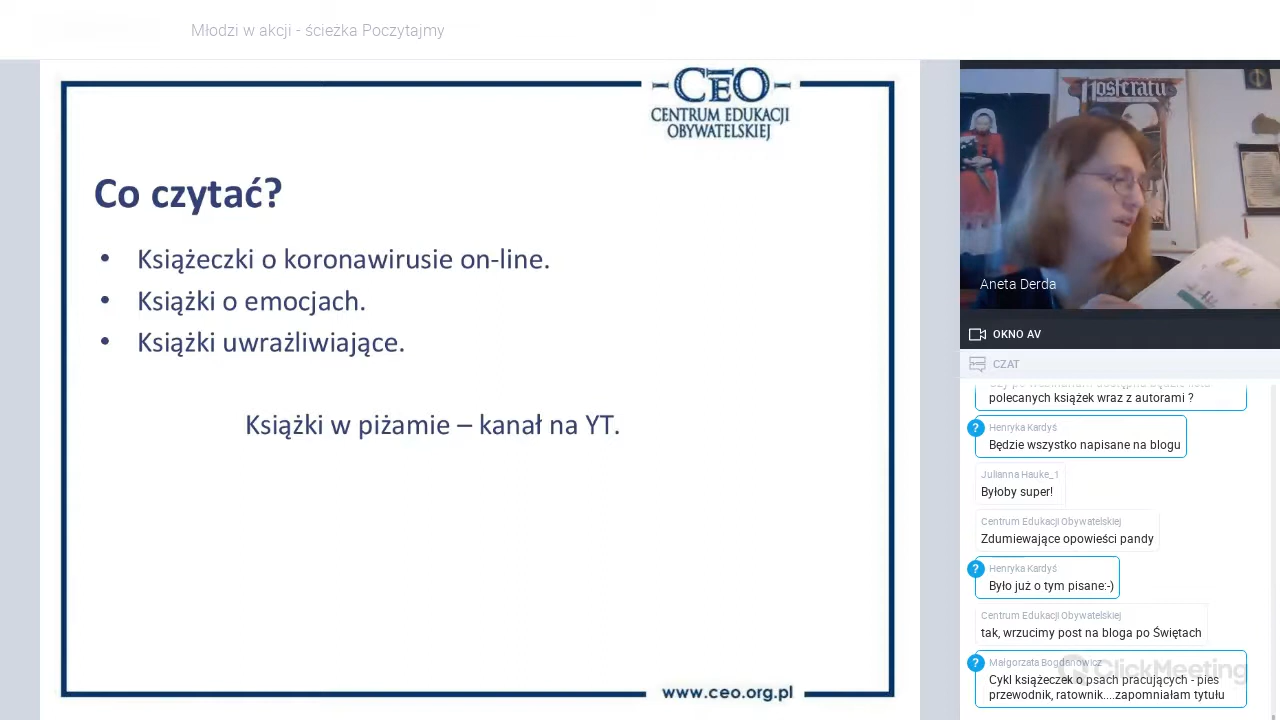 Młodzi w akcji - ścieżka Poczytajmy
CEO
CENTRUM EDUKACJI
OBYWATELSKIEJ
Co czytać?
• Książeczki o koronawirusie on-line.
• Książki o emocjach.
• Książki uwrażliwiające.
Książki w piżamie – kanał na YT.
www.ceo.org.pl
Nosferatu
Aneta Derda
OKNO AV
CZAT
polecanych książek wraz z autorami ?
Henryka Kardyś
Będzie wszystko napisane na blogu
Julianna Hauke_1
Byłoby super!
Centrum Edukacji Obywatelskiej
Zdumiewające opowieści pandy
Henryka Kardyś
Było już o tym pisane:-)
Centrum Edukacji Obywatelskiej
tak, wrzucimy post na bloga po Świętach
Małgorzata Bogdanowicz
Cykl książeczek o psach pracujących - pies
przewodnik, ratownik....zapomniałam tytułu
ClickMeeting